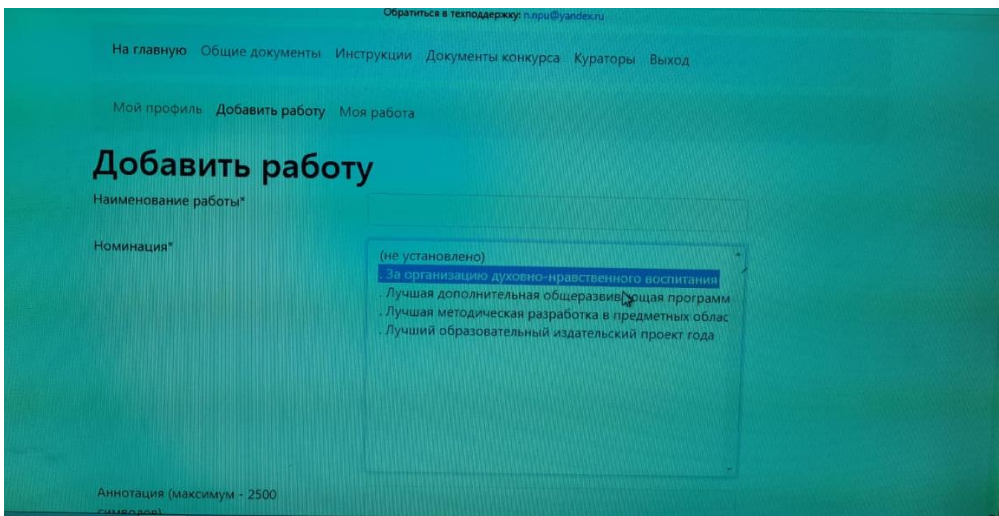 Обратиться в техподдержку: n.npu@yandex.ru
На главную Общие документы Инструкции Документы конкурса Кураторы Выход
Мой профиль Добавить работу Моя работа
Добавить работу
Наименование работы*
Номинация*
(не установлено)
. За организацию духовно-нравственного воспитания
. Лучшая дополнительная общеразвивающая программ
. Лучшая методическая разработка в предметных облас
. Лучший образовательный издательский проект года
Аннотация (максимум - 2500
символов)